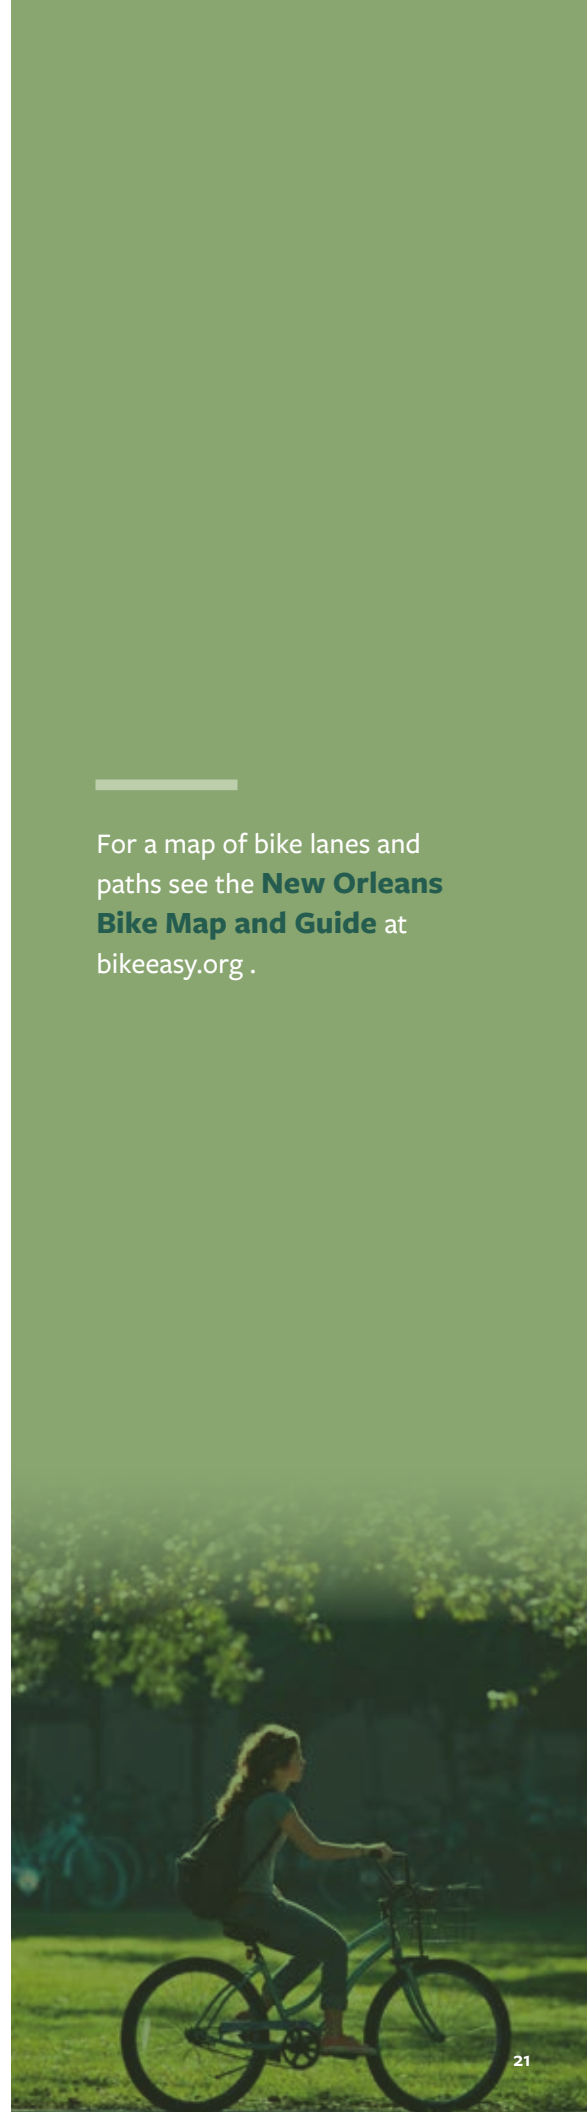 For a map of bike lanes and
paths see the New Orleans
Bike Map and Guide at
bikeeasy.org .
21